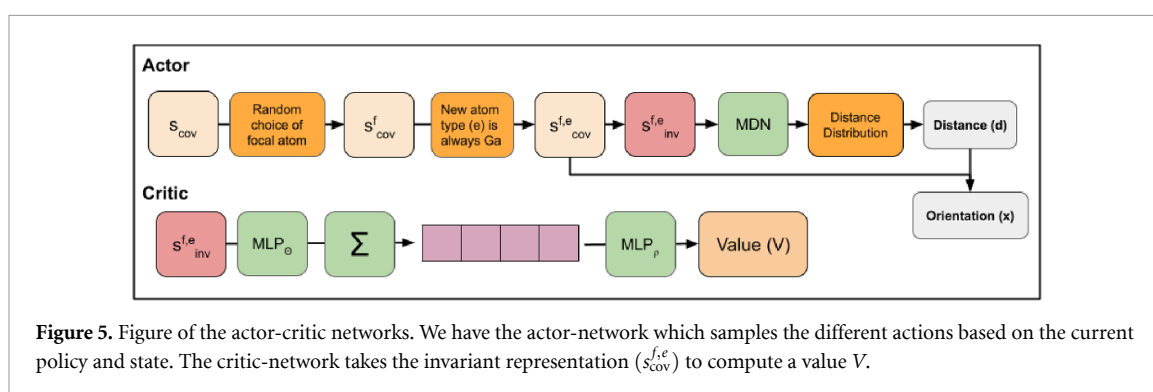 Actor
s_cov
Random
choice of
focal atom
s^f_cov
New atom
type (e) is
always Ga
s^f,e_cov
s^f,e_inv
MDN
Distance
Distribution
Distance (d)
Orientation (x)
Critic
s^f,e_inv
MLP_Θ
Σ
MLP_ρ
Value (V)
Figure 5. Figure of the actor-critic networks. We have the actor-network which samples the different actions based on the current
policy and state. The critic-network takes the invariant representation (s^f,e_cov) to compute a value V.